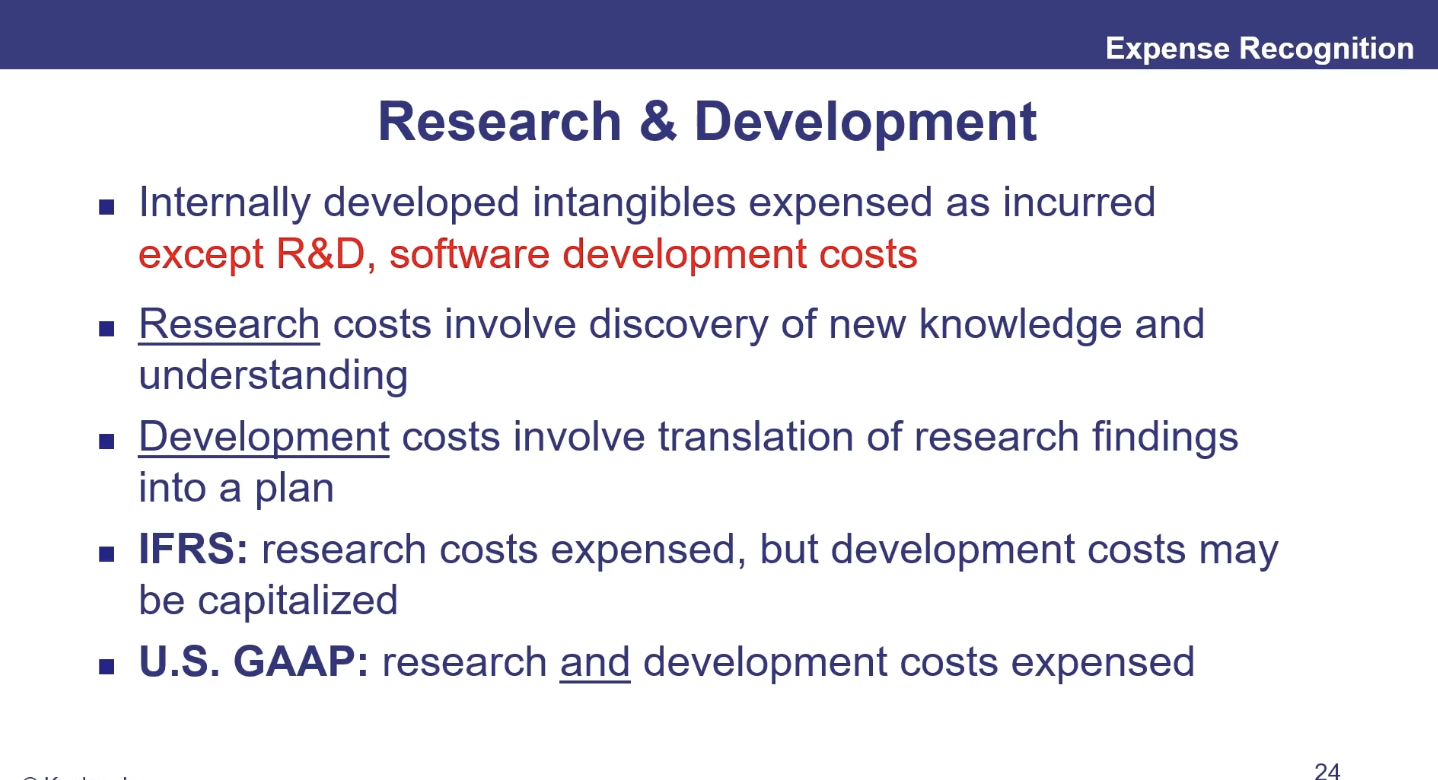 Expense Recognition
Research & Development
▪ Internally developed intangibles expensed as incurred
except R&D, software development costs
▪ Research costs involve discovery of new knowledge and
understanding
▪ Development costs involve translation of research findings
into a plan
▪ IFRS: research costs expensed, but development costs may
be capitalized
▪ U.S. GAAP: research and development costs expensed
24